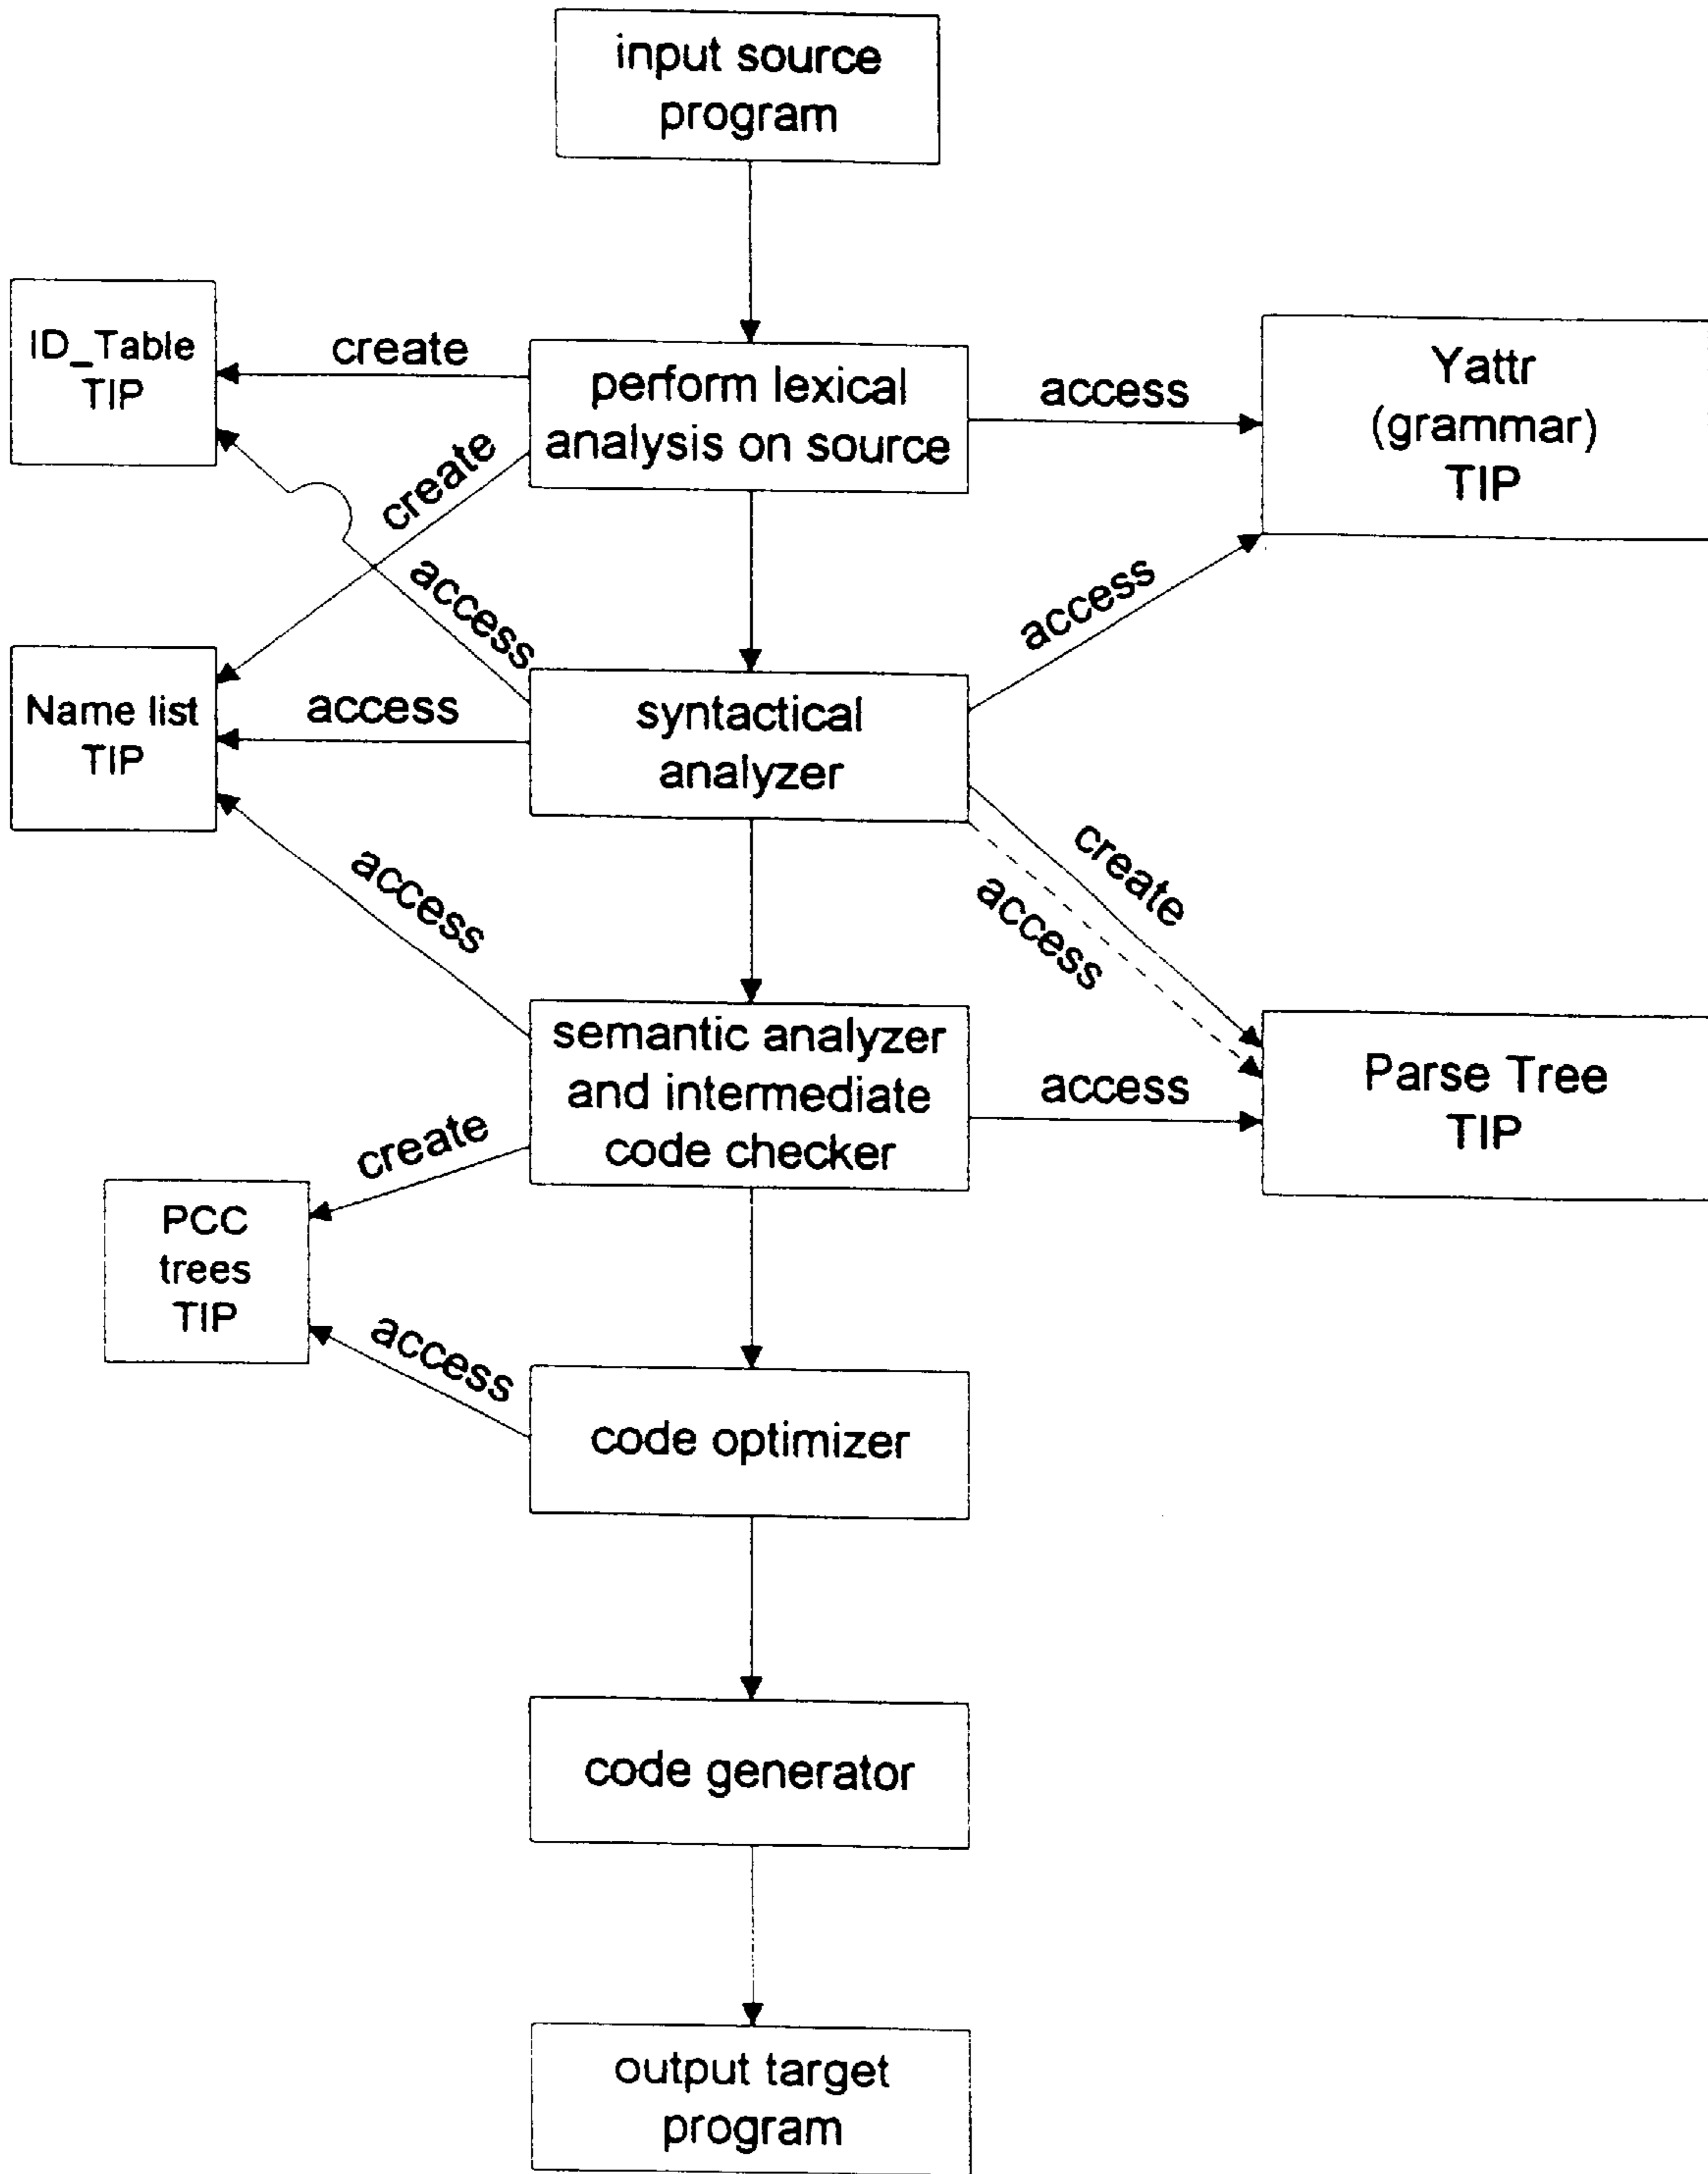 input source
program
ID_Table
TIP
create
perform lexical
analysis on source
access
Yattr
(grammar)
TIP
create
access
access
Name list
TIP
access
syntactical
analyzer
create
access
access
semantic analyzer
and intermediate
code checker
access
Parse Tree
TIP
create
PCC
trees
TIP
access
code optimizer
code generator
output target
program